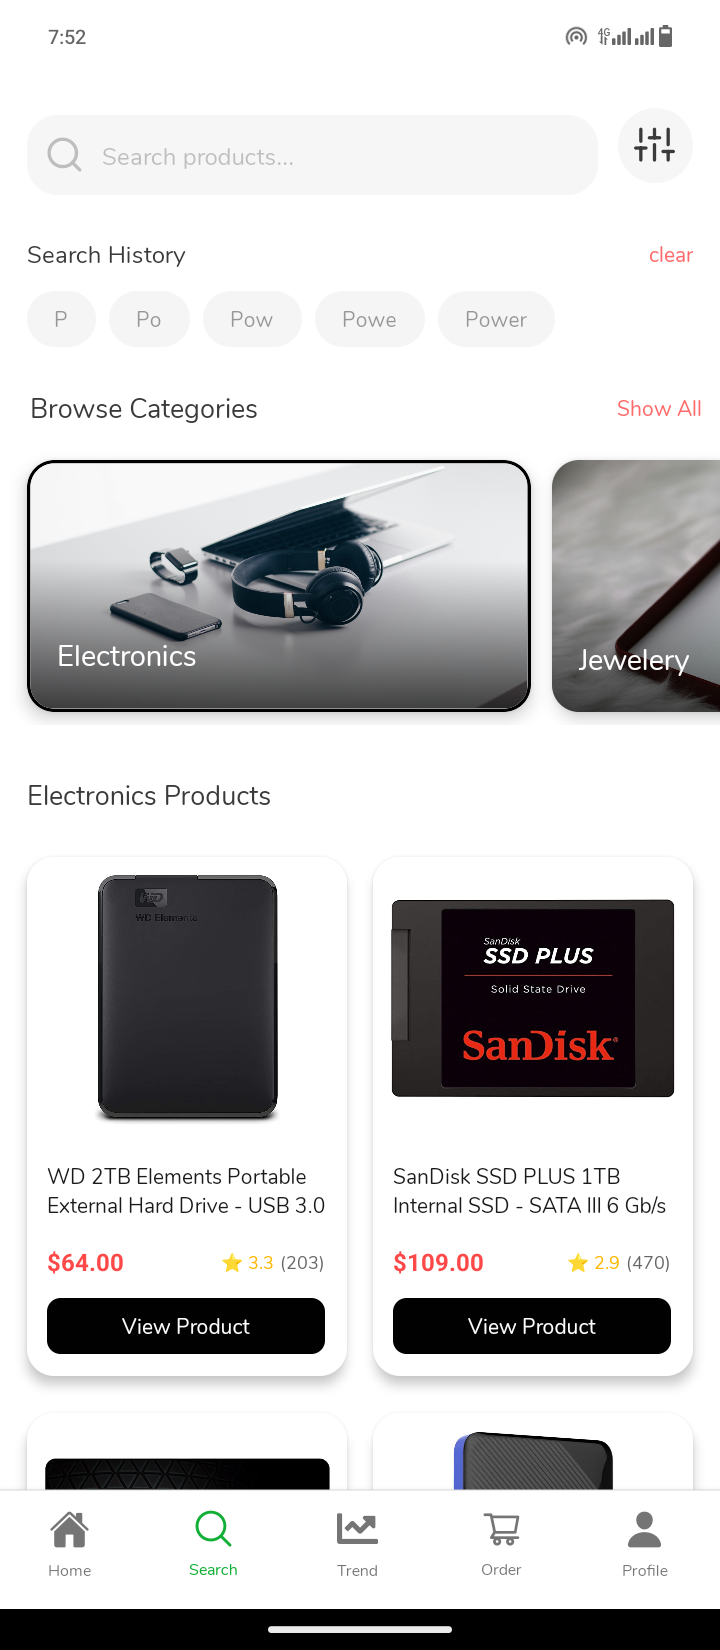 7:52
4G
Search products...
Search History
clear
P
Po
Pow
Powe
Power
Browse Categories
Show All
Electronics
Jewelery
Electronics Products
WD
WD Elements
SanDisk
SSD PLUS
Solid State Drive
SanDisk®
WD 2TB Elements Portable
External Hard Drive - USB 3.0
$64.00
3.3 (203)
View Product
SanDisk SSD PLUS 1TB
Internal SSD - SATA III 6 Gb/s
$109.00
2.9 (470)
View Product
Home
Search
Trend
Order
Profile